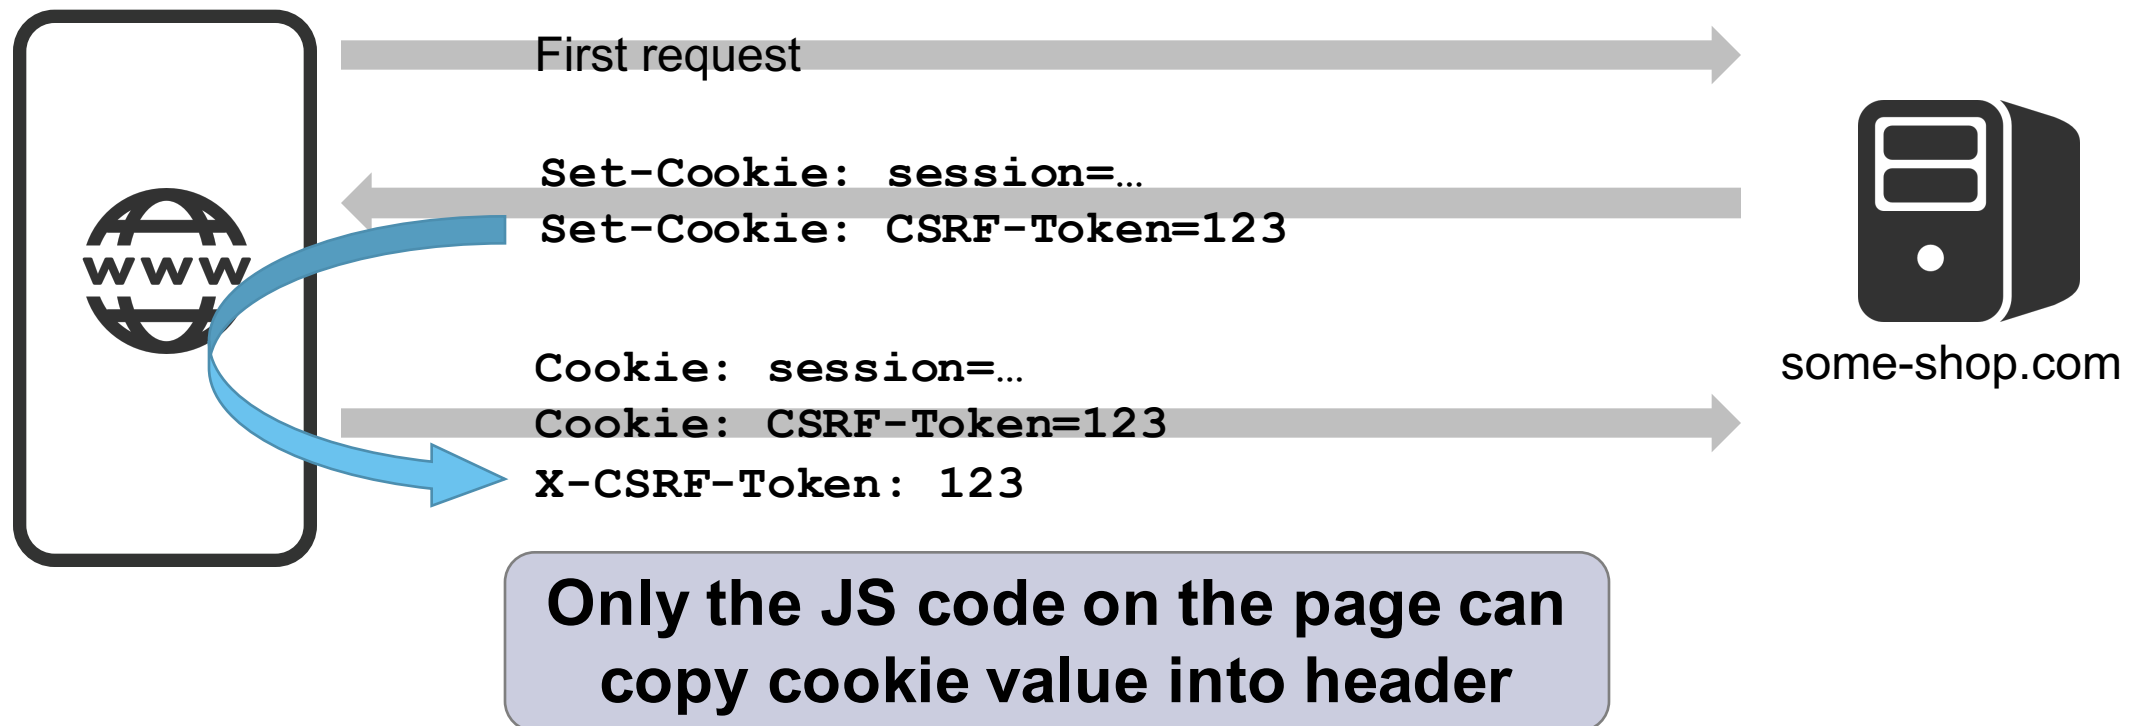 First request
Set-Cookie: session=…
Set-Cookie: CSRF-Token=123
www
Cookie: session=…
some-shop.com
Cookie: CSRF-Token=123
X-CSRF-Token: 123
Only the JS code on the page can
copy cookie value into header